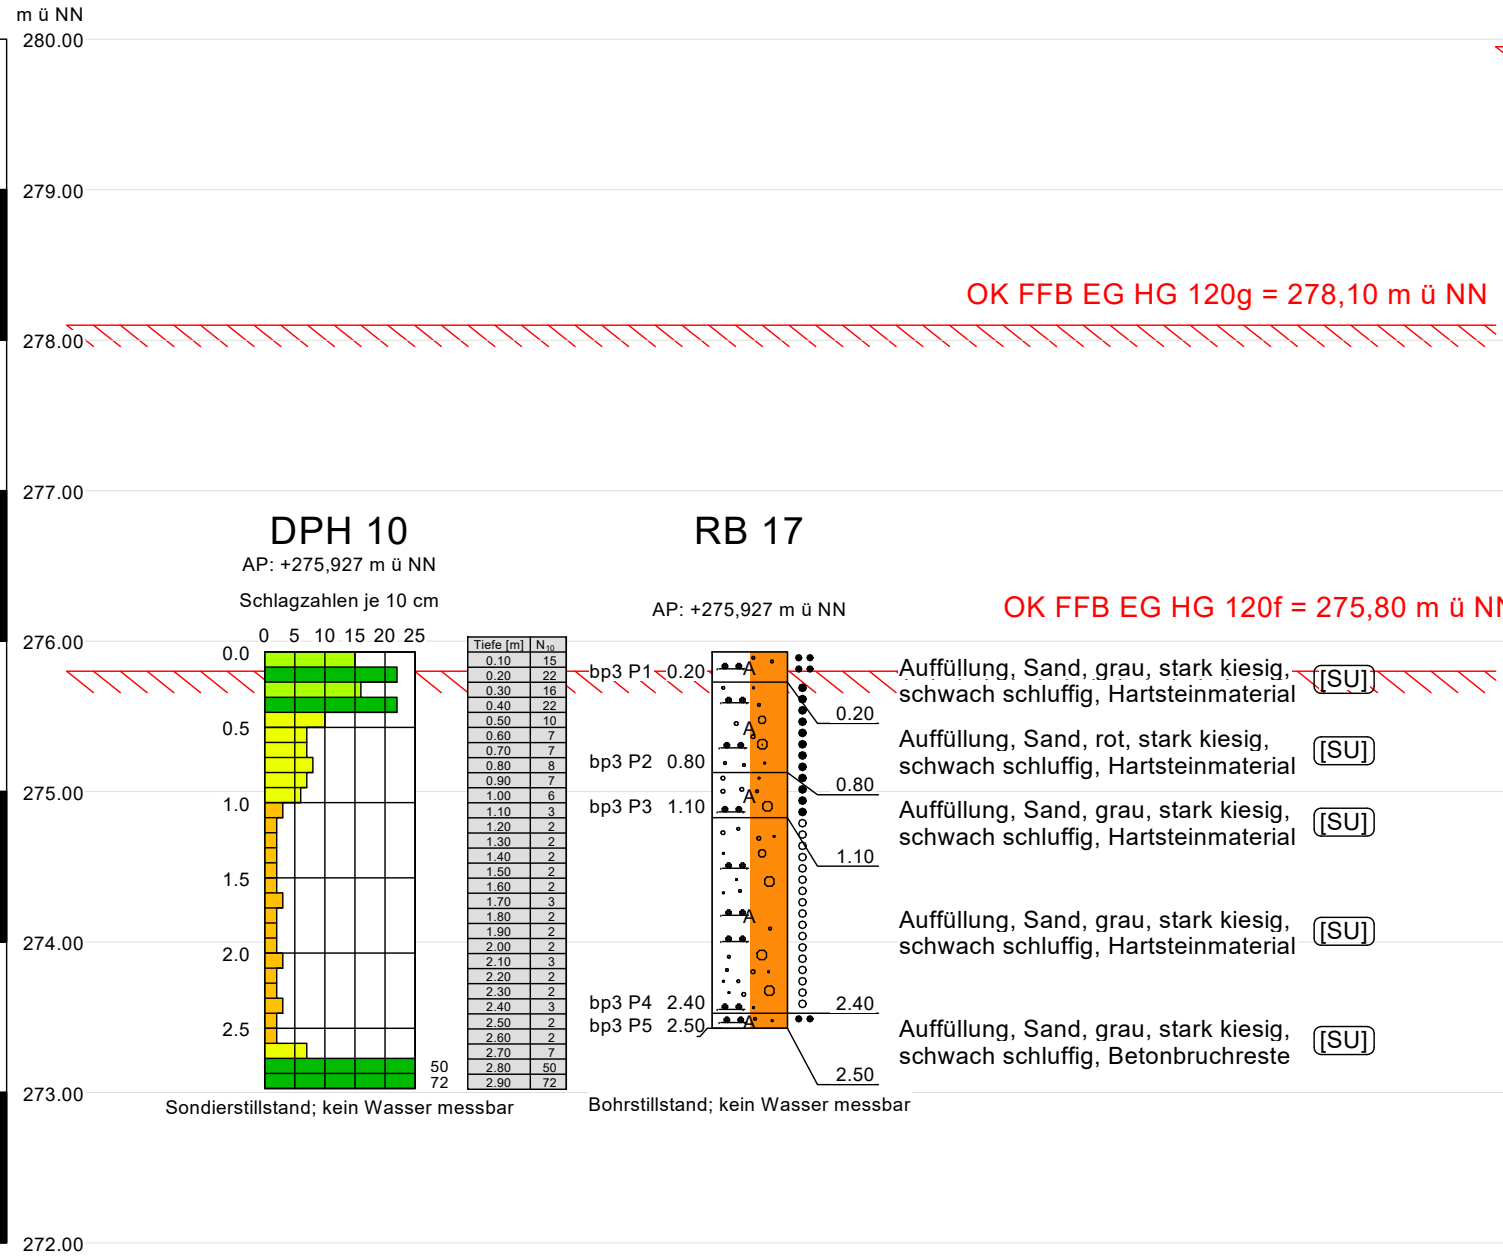 m ü NN
280.00
279.00
OK FFB EG HG 120g = 278,10 m ü NN
278.00
277.00
DPH 10
AP: +275,927 m ü NN
Schlagzahlen je 10 cm
0 5 10 15 20 25
0.0
0.5
1.0
1.5
2.0
2.5
50
72
Sondierstillstand; kein Wasser messbar
Tiefe [m] N10
0.10 15
0.20 22
0.30 16
0.40 22
0.50 10
0.60 7
0.70 7
0.80 8
0.90 7
1.00 6
1.10 3
1.20 2
1.30 2
1.40 2
1.50 2
1.60 2
1.70 3
1.80 2
1.90 2
2.00 2
2.10 3
2.20 2
2.30 2
2.40 3
2.50 2
2.60 2
2.70 7
2.80 50
2.90 72
RB 17
AP: +275,927 m ü NN
OK FFB EG HG 120f = 275,80 m ü NN
276.00
bp3 P1 0.20
A
0.20
Auffüllung, Sand, grau, stark kiesig,
schwach schluffig, Hartsteinmaterial
[SU]
bp3 P2 0.80
A
0.80
Auffüllung, Sand, rot, stark kiesig,
schwach schluffig, Hartsteinmaterial
[SU]
275.00
bp3 P3 1.10
A
1.10
Auffüllung, Sand, grau, stark kiesig,
schwach schluffig, Hartsteinmaterial
[SU]
274.00
bp3 P4 2.40
A
2.40
Auffüllung, Sand, grau, stark kiesig,
schwach schluffig, Hartsteinmaterial
[SU]
bp3 P5 2.50
A
2.50
Auffüllung, Sand, grau, stark kiesig,
schwach schluffig, Betonbruchreste
[SU]
Bohrstillstand; kein Wasser messbar
273.00
272.00